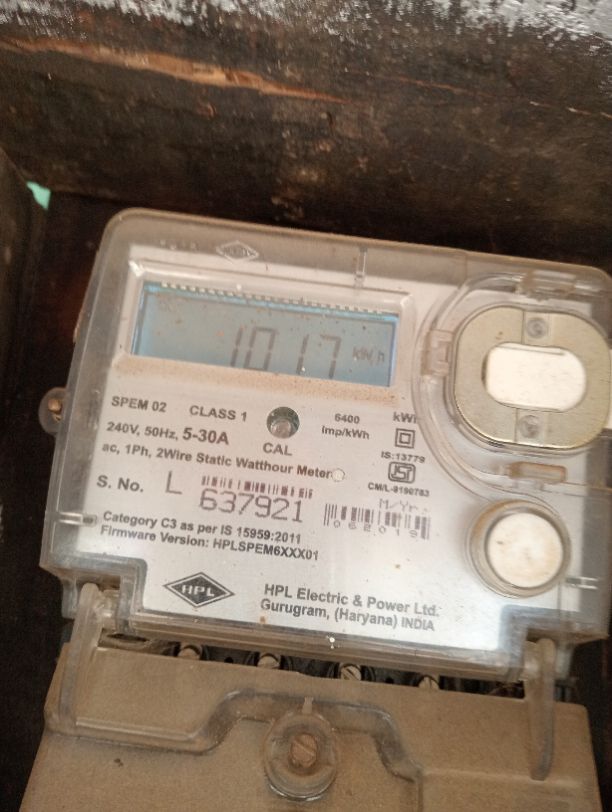 HPL
1017 kWh
SPEM 02 CLASS 1 6400 kWh
240V, 50Hz, 5-30A CAL imp/kWh
ac, 1Ph, 2Wire Static Watthour Meter IS:13779
CM/L-9190783
S. No. L 637921 M/Yr.
062019
Category C3 as per IS 15959:2011
Firmware Version: HPLSPEM6XXX01
HPL
HPL Electric & Power Ltd.
Gurugram, (Haryana) INDIA